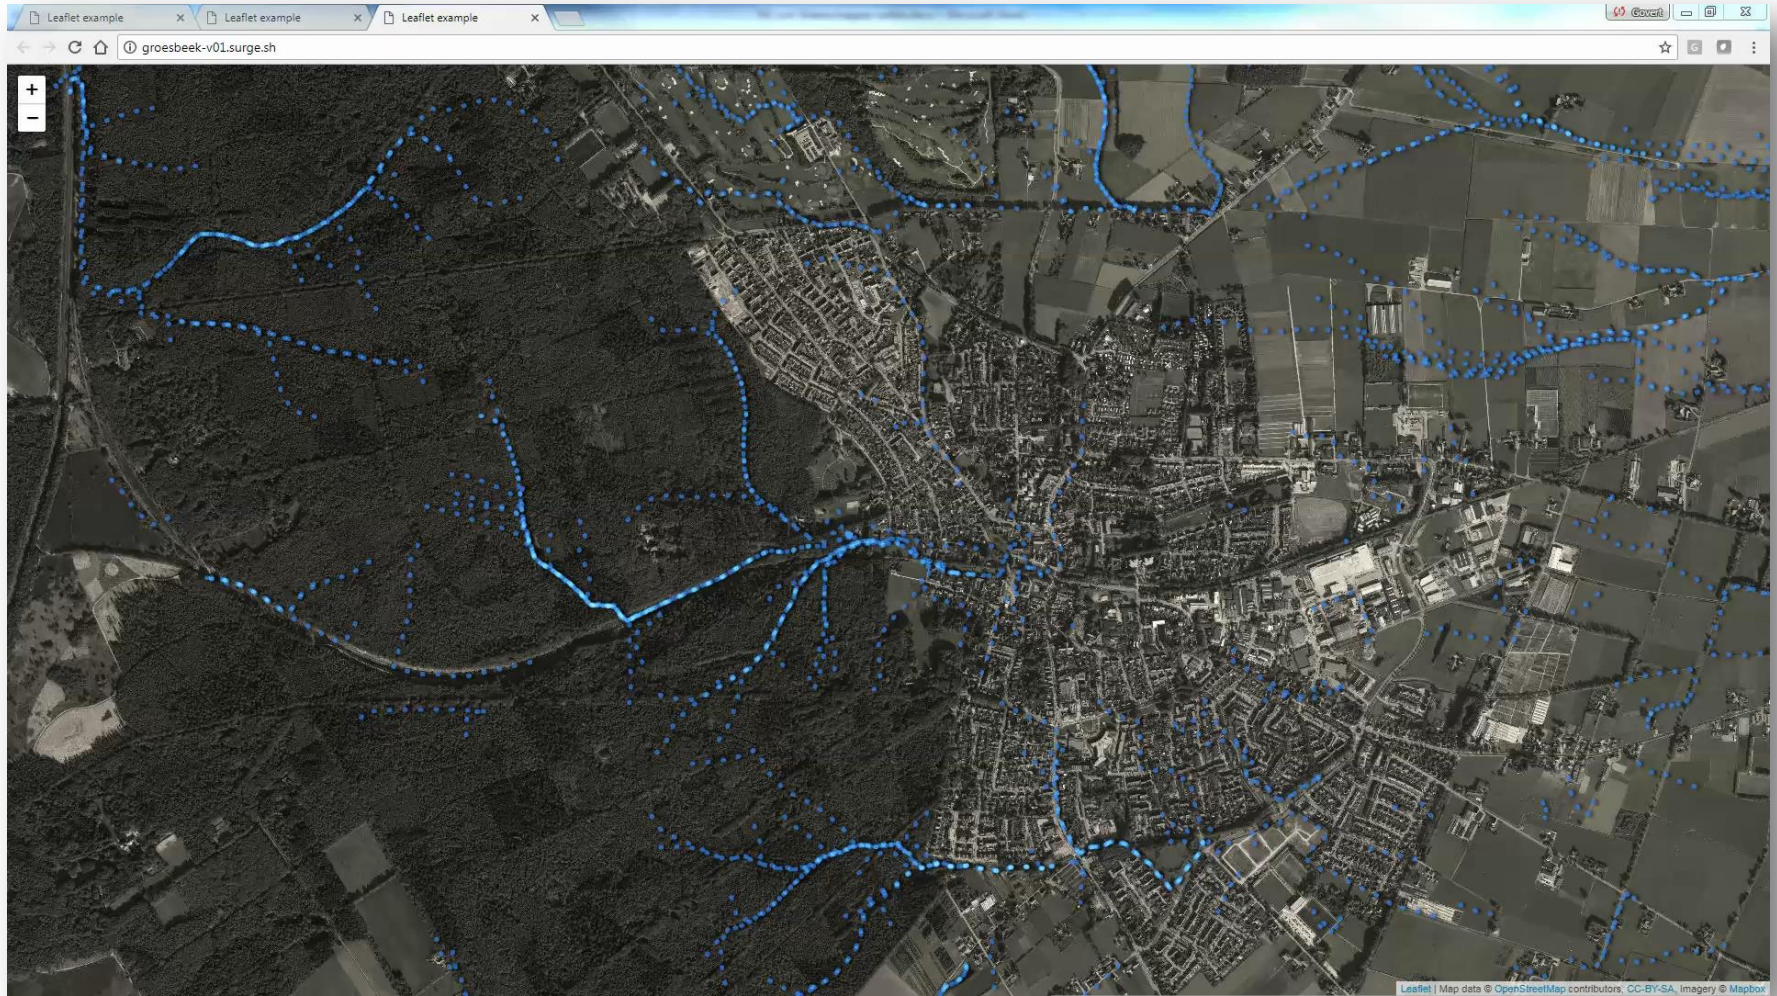 Leaflet example
Leaflet example
Leaflet example
Govert
groesbeek-v01.surge.sh
+
−
Leaflet | Map data © OpenStreetMap contributors, CC-BY-SA, Imagery © Mapbox